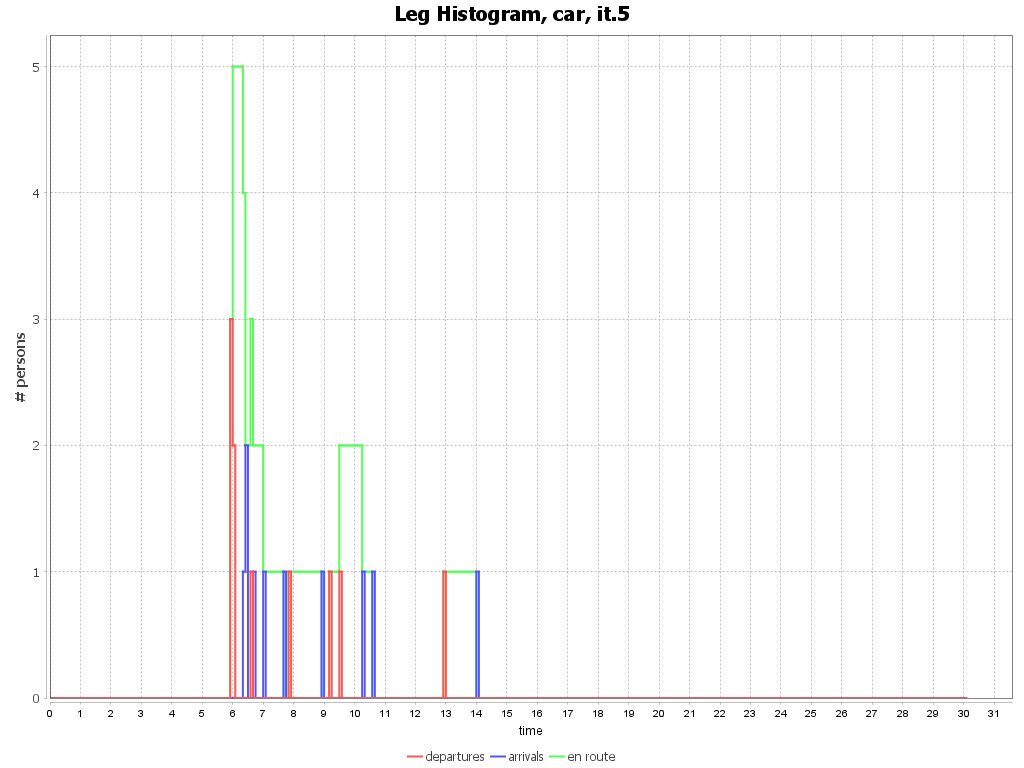 Leg Histogram, car, it.5
5
4
3
2
1
0
# persons
0 1 2 3 4 5 6 7 8 9 10 11 12 13 14 15 16 17 18 19 20 21 22 23 24 25 26 27 28 29 30 31
time
departures arrivals en route